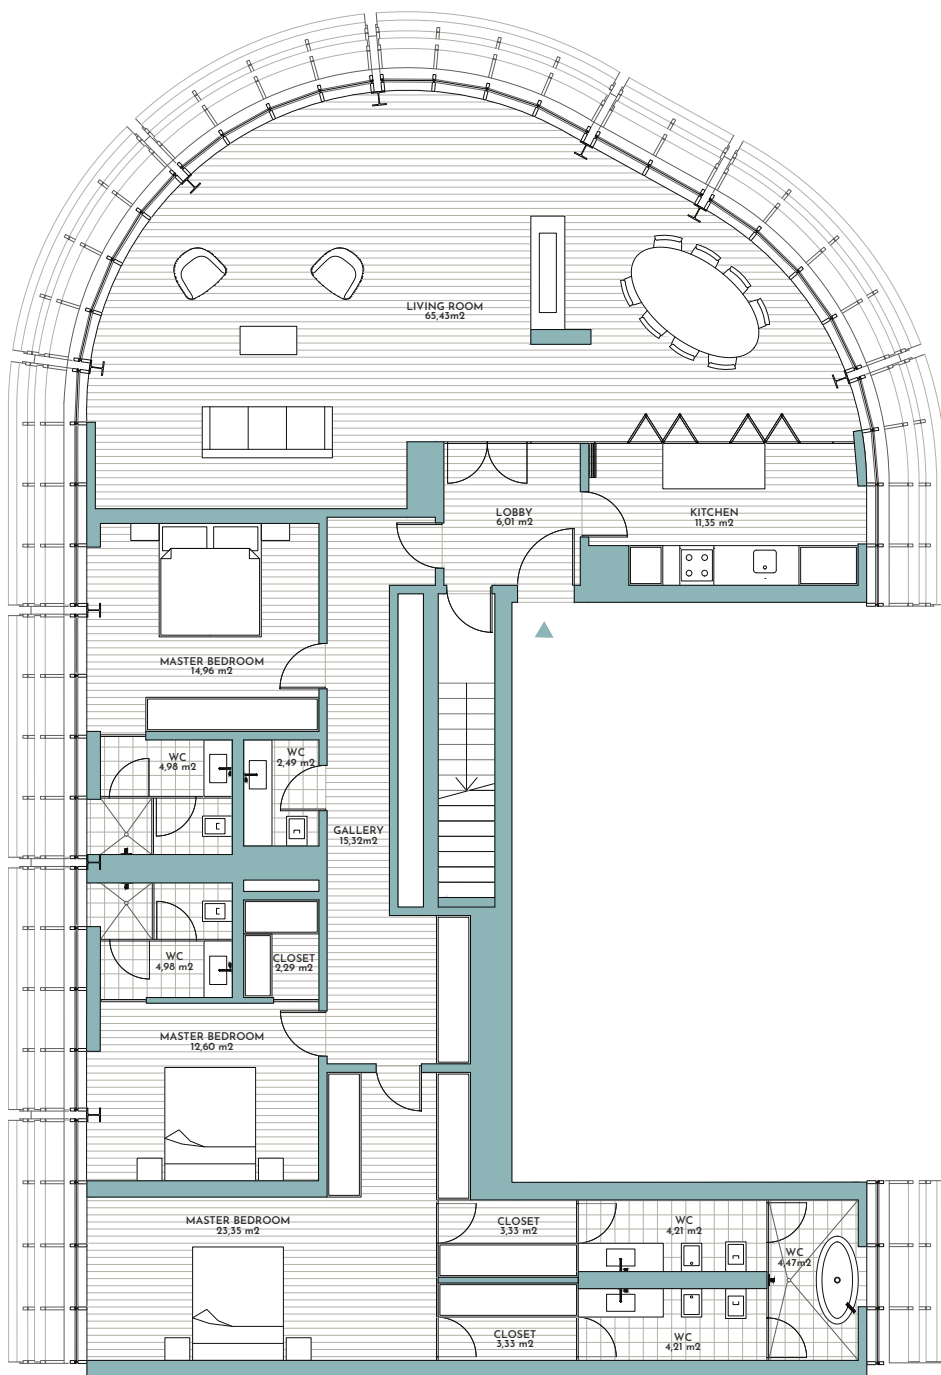 LIVING ROOM
65,43m2
LOBBY
6,01 m2
KITCHEN
11,35 m2
MASTER BEDROOM
14,96 m2
WC
4,98 m2
WC
2,49 m2
GALLERY
15,32m2
WC
4,98 m2
CLOSET
2,29 m2
MASTER BEDROOM
12,60 m2
MASTER BEDROOM
23,35 m2
CLOSET
3,33 m2
WC
4,21 m2
WC
4,47m2
CLOSET
3,33 m2
WC
4,21 m2